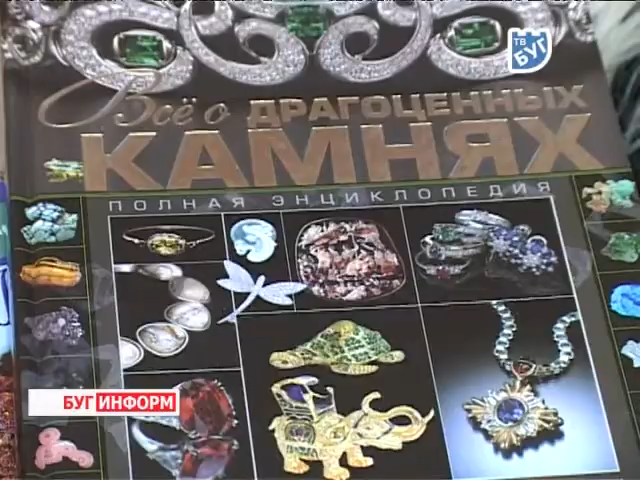 ТВ
БУГ
Всё о ДРАГОЦЕННЫХ
КАМНЯХ
ПОЛНАЯ ЭНЦИКЛОПЕДИЯ
БУГ ИНФОРМ